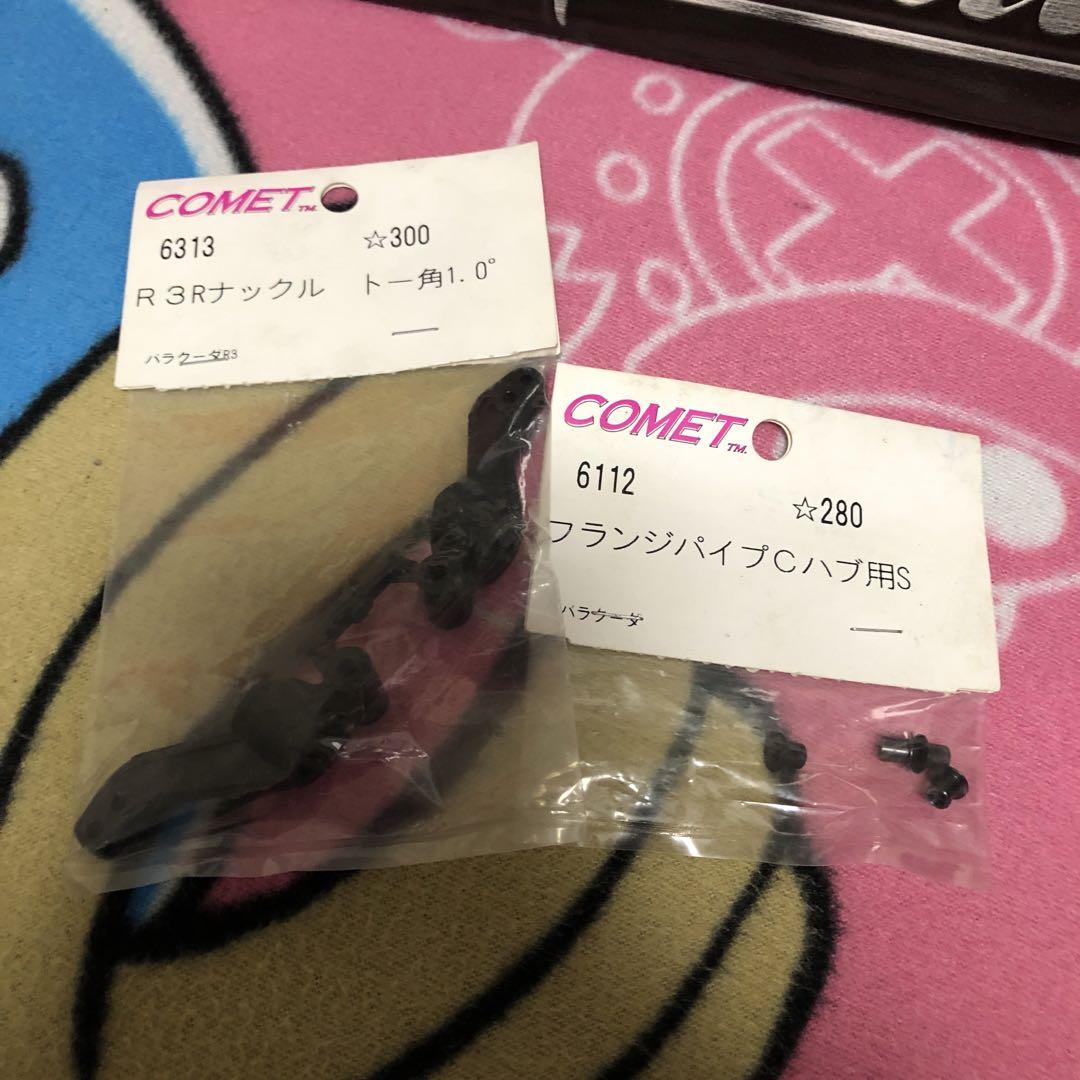 COMET TM.
6313 ☆300
R3Rナックル トー角1.0°
バラクーダR3
COMET TM.
6112 ☆280
フランジパイプCハブ用S
バラクーダ